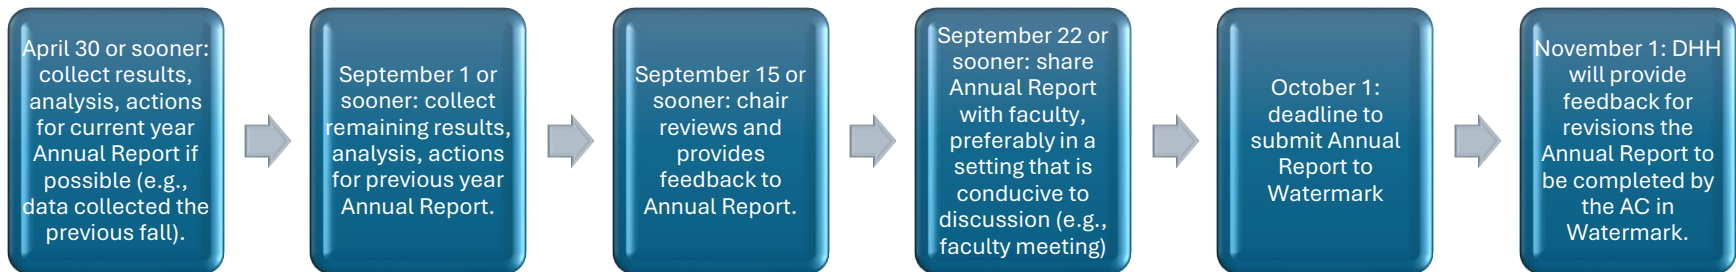 April 30 or sooner:
collect results,
analysis, actions
for current year
Annual Report if
possible (e.g.,
data collected the
previous fall).
September 1 or
sooner: collect
remaining results,
analysis, actions
for previous year
Annual Report.
September 15 or
sooner: chair
reviews and
provides
feedback to
Annual Report.
September 22 or
sooner: share
Annual Report
with faculty,
preferably in a
setting that is
conducive to
discussion (e.g.,
faculty meeting)
October 1:
deadline to
submit Annual
Report to
Watermark
November 1: DHH
will provide
feedback for
revisions the
Annual Report to
be completed by
the AC in
Watermark.